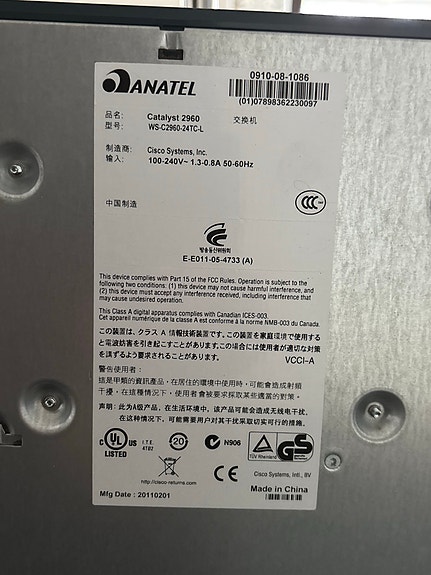 ANATEL
0910-08-1086
(01)07898362230097
品名: Catalyst 2960 交换机
型号: WS-C2960-24TC-L
制造商: Cisco Systems, Inc.
输入: 100-240V~ 1.3-0.8A 50-60Hz
中国制造
CCC
방송통신위원회
E-E011-05-4733 (A)
This device complies with Part 15 of the FCC Rules. Operation is subject to the
following two conditions: (1) this device may not cause harmful interference, and
(2) this device must accept any interference received, including interference that
may cause undesired operation.
This Class A digital apparatus complies with Canadian ICES-003.
Cet appareil numérique de la classe A est conforme à la norme NMB-003 du Canada.
この装置は、クラス A 情報技術装置です。この装置を家庭環境で使用する
と電波妨害を引き起こすことがあります。この場合には使用者が適切な対策
を講ずるよう要求されることがあります。 VCCI-A
警告使用者:
這是甲類的資訊產品，在居住的環境中使用時，可能會造成射頻
干擾，在這種情況下，使用者會被要求採取某些適當的對策。
声明: 此为A级产品，在生活环境中，该产品可能会造成无线电干扰。
在这种情况下，可能需要用户对其干扰采取切实可行的措施。
C UL US LISTED
I.T.E.
4TB2
20
N906
TÜV Rheinland
GS
http://cisco-returns.com
CE
Cisco Systems, Intl., BV
Mfg Date : 20110201
Made in China